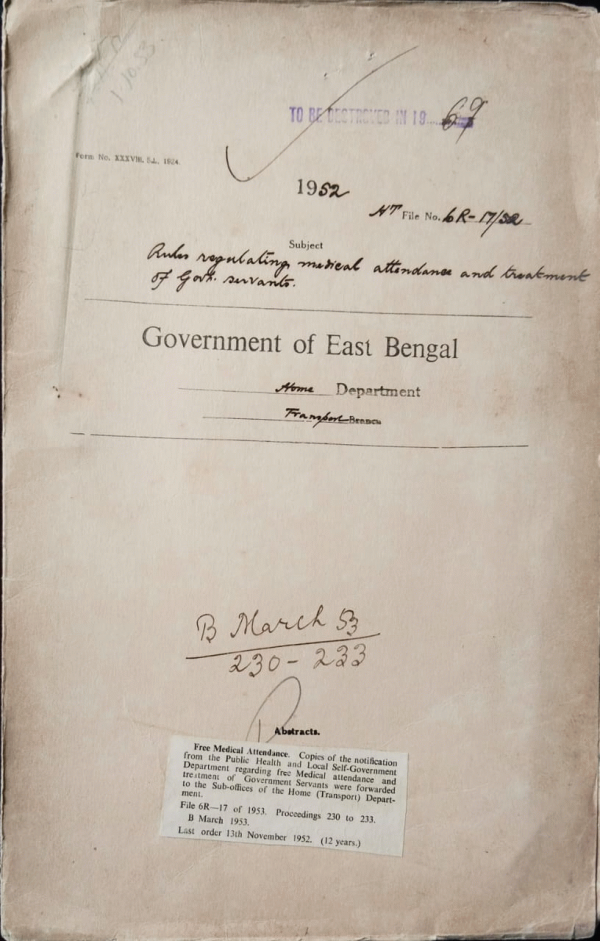 TO BE DESTROYED IN 19 69
Form No. XXXVIII, S.L., 1924.
1952
HT File No. 6R-17/52
Subject
Rules regulating medical attendance and treatment
of Govt. servants.
Government of East Bengal
Home Department
Transport Branch
B March 53
230-233
Abstracts.
Free Medical Attendance. Copies of the notification
from the Public Health and Local Self-Government
Department regarding free Medical attendance and
treatment of Government Servants were forwarded
to the Sub-offices of the Home (Transport) Depart-
ment.
File 6R—17 of 1953. Proceedings 230 to 233.
B March 1953.
Last order 13th November 1952. (12 years.)